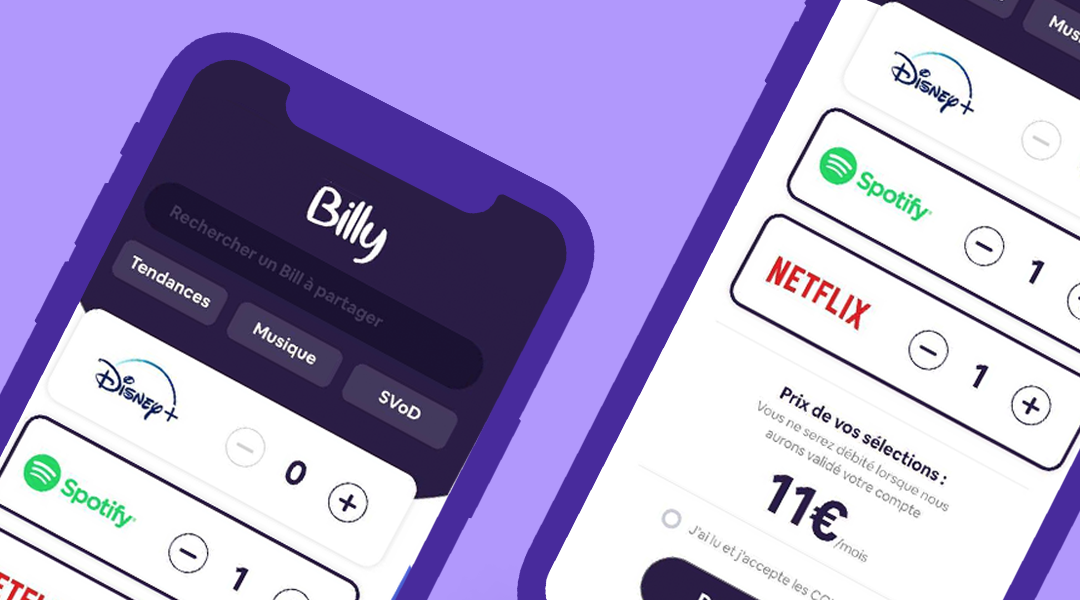 Billy
Rechercher un Bill à partager
Tendances
Musique
SVoD
Disney+
0
Spotify
1
Disney+
Spotify
1
NETFLIX
1
Prix de vos sélections :
Vous ne serez débité lorsque nous
aurons validé votre compte
11€/mois
J'ai lu et j'accepte les